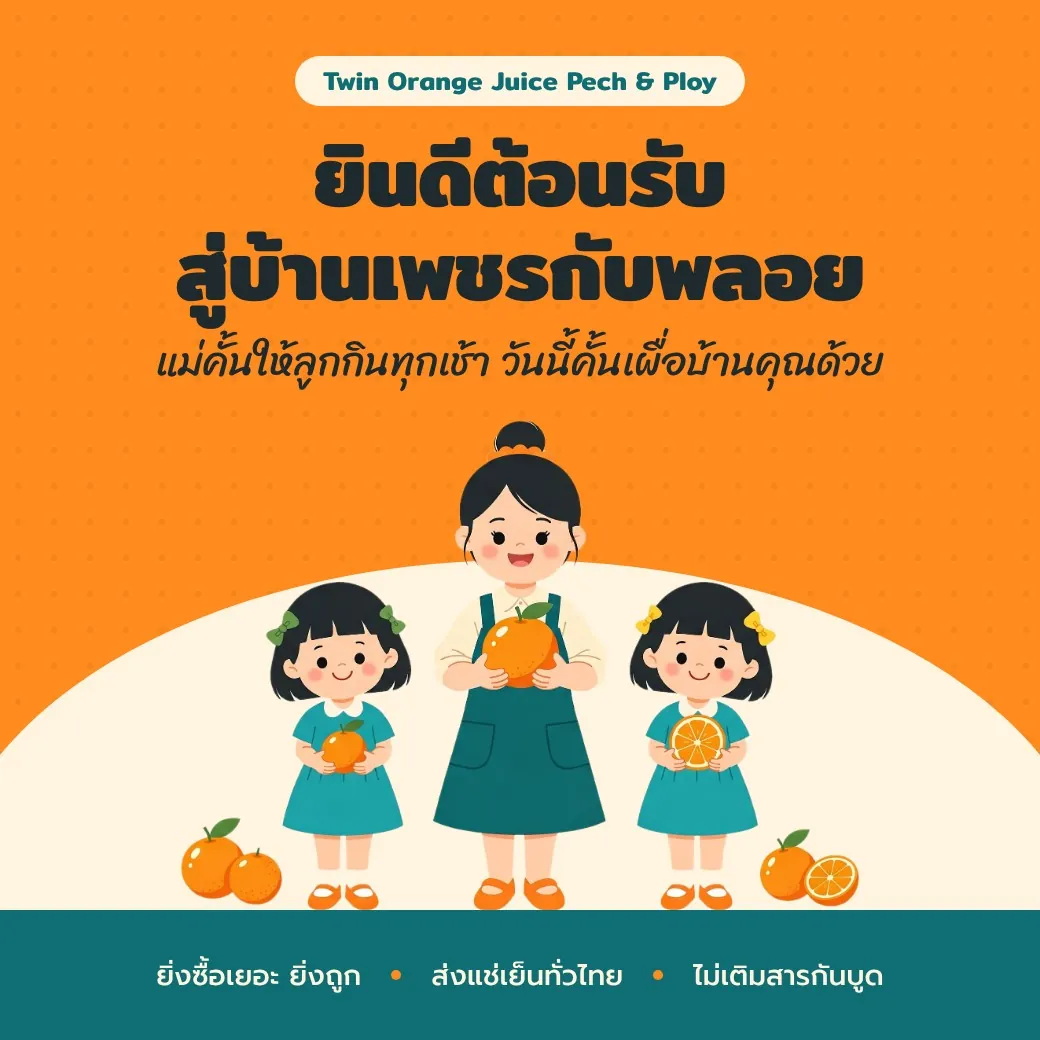 Twin Orange Juice Pech & Ploy
ยินดีต้อนรับ
สู่บ้านเพชรกับพลอย
แม่คั้นให้ลูกกินทุกเช้า วันนี้คั้นเผื่อบ้านคุณด้วย
ยิ่งซื้อเยอะ ยิ่งถูก • ส่งแช่เย็นทั่วไทย • ไม่เติมสารกันบูด